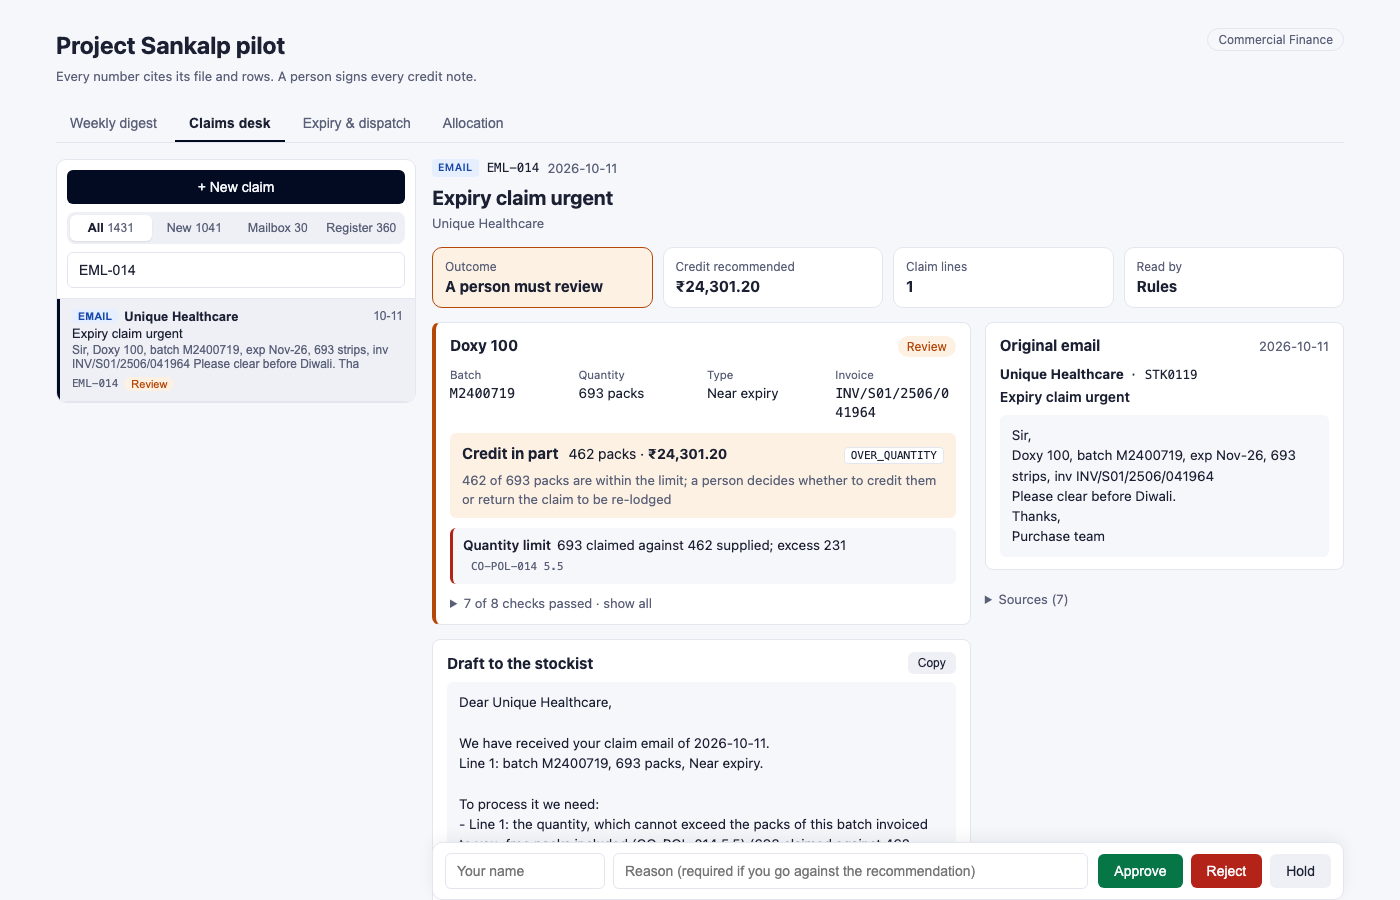 Project Sankalp pilot
Commercial Finance
Every number cites its file and rows. A person signs every credit note.
Weekly digest
Claims desk
Expiry & dispatch
Allocation
+ New claim
All 1431
New 1041
Mailbox 30
Register 360
EML-014
EMAIL Unique Healthcare 10-11
Expiry claim urgent
Sir, Doxy 100, batch M2400719, exp Nov-26, 693 strips, inv
INV/S01/2506/041964 Please clear before Diwali. Tha
EML-014 Review
EMAIL EML-014 2026-10-11
Expiry claim urgent
Unique Healthcare
Outcome
A person must review
Credit recommended
₹24,301.20
Claim lines
1
Read by
Rules
Doxy 100
Review
Batch
M2400719
Quantity
693 packs
Type
Near expiry
Invoice
INV/S01/2506/0
41964
Credit in part 462 packs · ₹24,301.20
OVER_QUANTITY
462 of 693 packs are within the limit; a person decides whether to credit them
or return the claim to be re-lodged
Quantity limit 693 claimed against 462 supplied; excess 231
CO-POL-014 5.5
7 of 8 checks passed · show all
Original email
2026-10-11
Unique Healthcare · STK0119
Expiry claim urgent
Sir,
Doxy 100, batch M2400719, exp Nov-26, 693
strips, inv INV/S01/2506/041964
Please clear before Diwali.
Thanks,
Purchase team
Sources (7)
Draft to the stockist
Copy
Dear Unique Healthcare,
We have received your claim email of 2026-10-11.
Line 1: batch M2400719, 693 packs, Near expiry.
To process it we need:
- Line 1: the quantity, which cannot exceed the packs of this batch invoiced
Your name
Reason (required if you go against the recommendation)
Approve
Reject
Hold